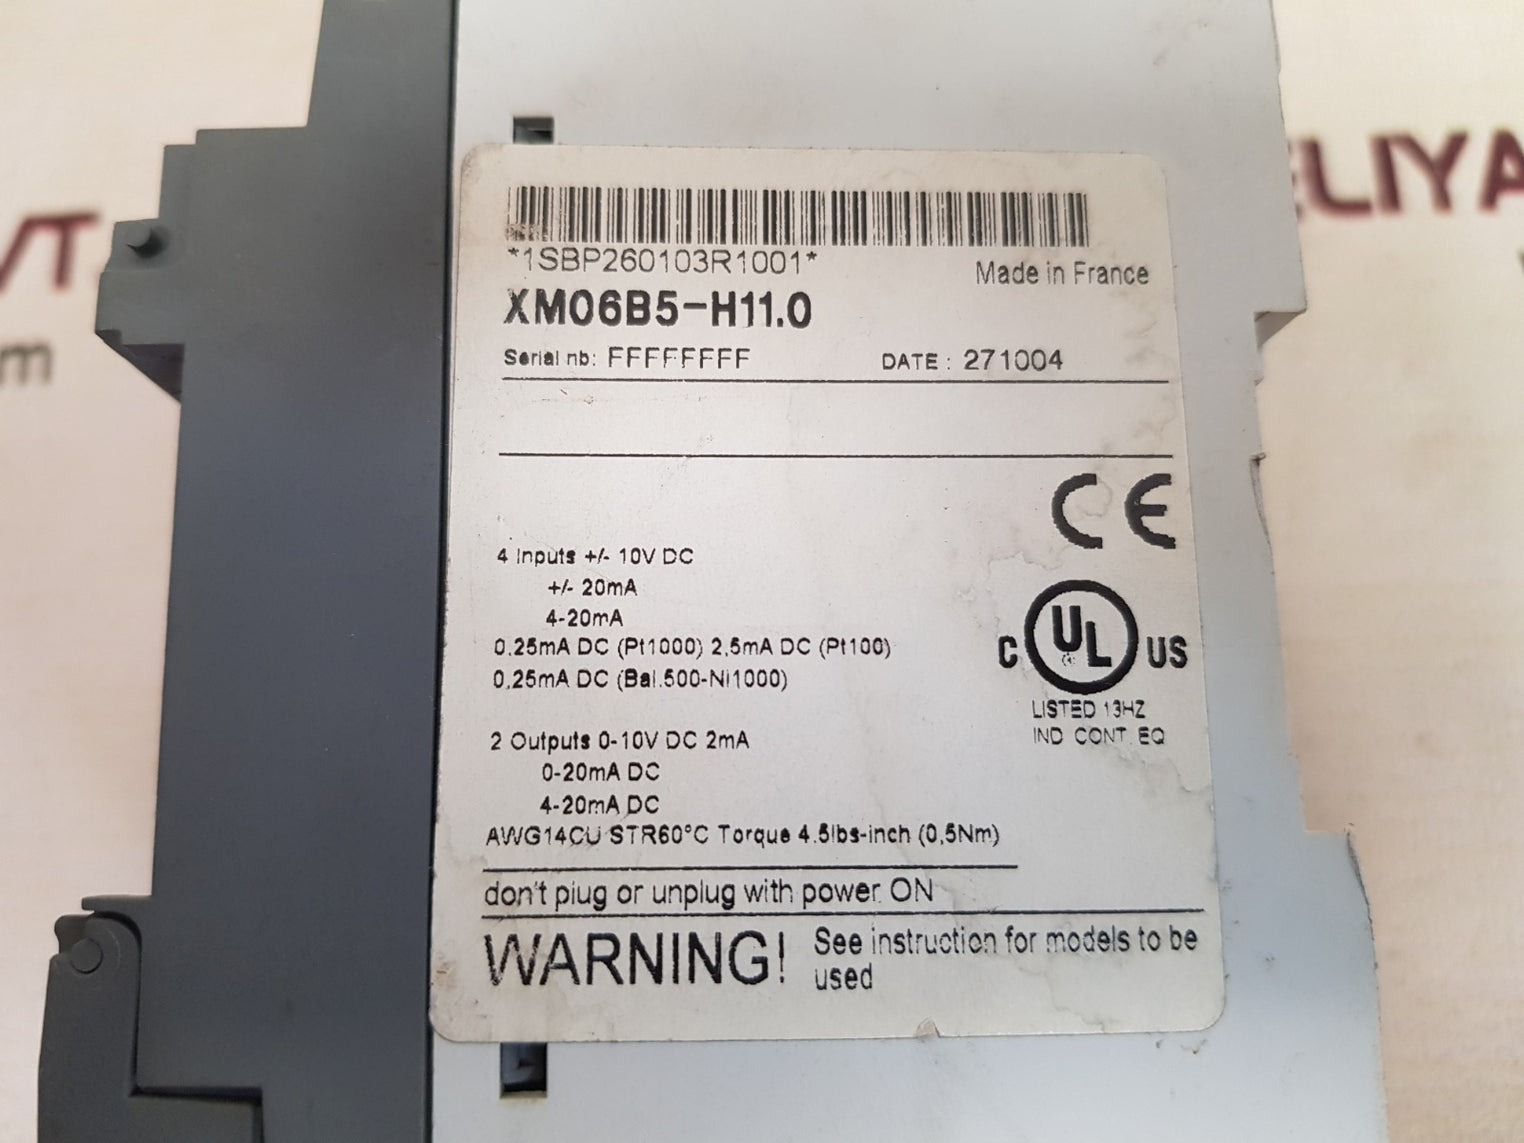 *1SBP260103R1001*
Made in France
XM06B5-H11.0
Serial nb: FFFFFFFF DATE : 271004
CE
4 Inputs +/- 10V DC
+/- 20mA
4-20mA
0.25mA DC (Pt1000) 2,5mA DC (Pt100)
0,25mA DC (Bal.500-Ni1000)
C UL US
LISTED 13HZ
IND CONT EQ
2 Outputs 0-10V DC 2mA
0-20mA DC
4-20mA DC
AWG14CU STR60°C Torque 4.5lbs-inch (0,5Nm)
don't plug or unplug with power ON
WARNING! See instruction for models to be
used